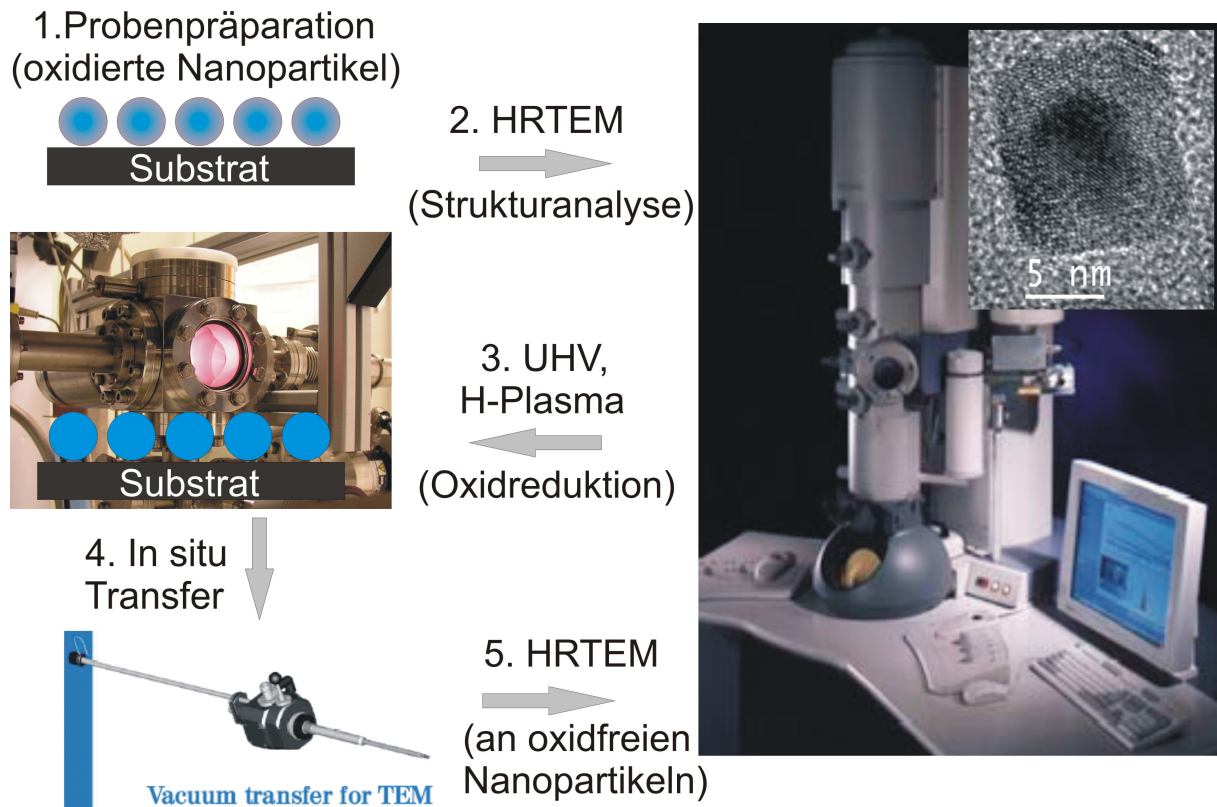 1.Probenpräparation
(oxidierte Nanopartikel)
Substrat
2. HRTEM
(Strukturanalyse)
5 nm
3. UHV,
H-Plasma
(Oxidreduktion)
Substrat
4. In situ
Transfer
Vacuum transfer for TEM
5. HRTEM
(an oxidfreien
Nanopartikeln)